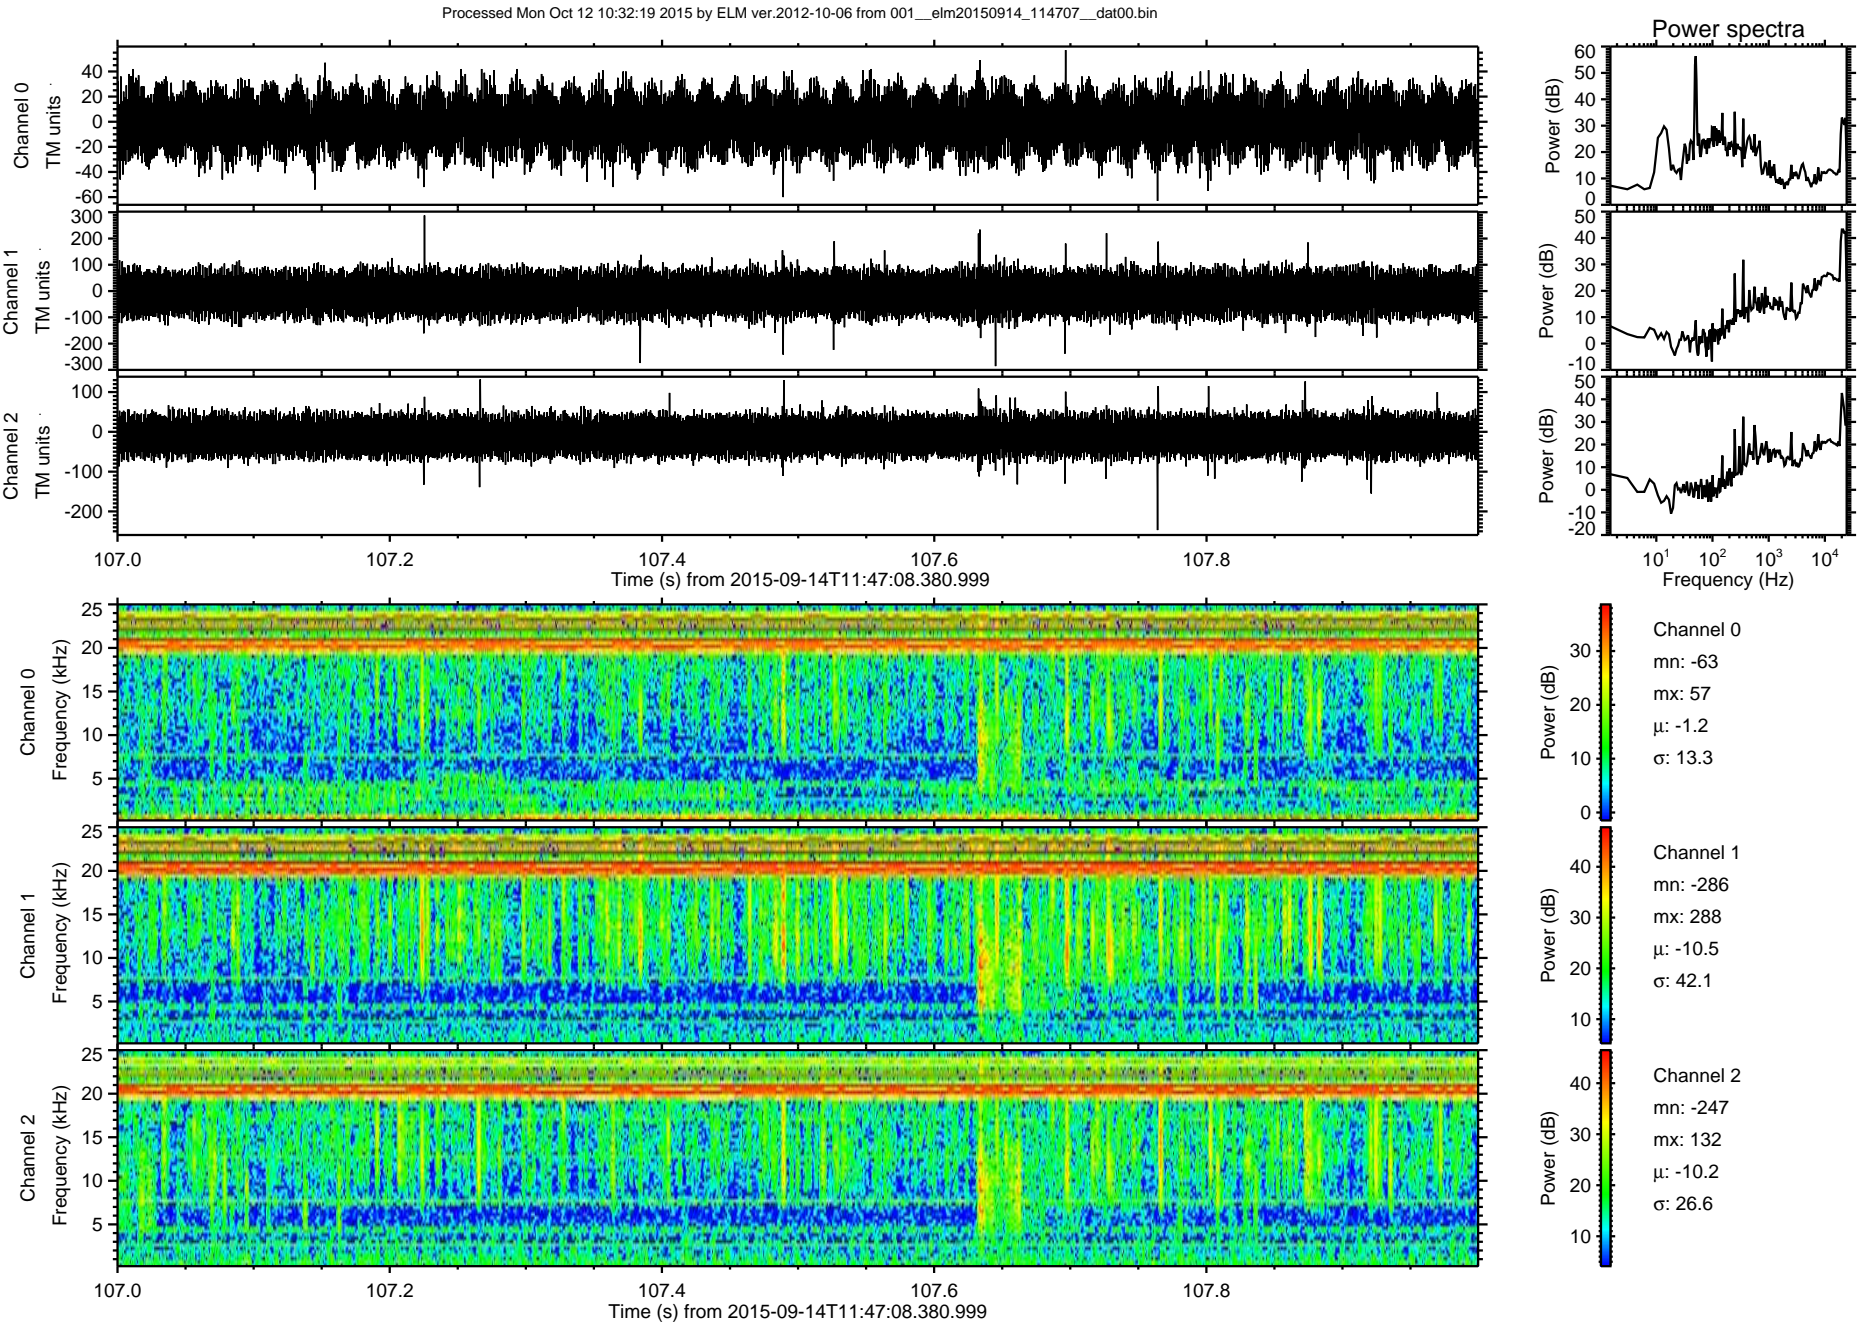 Processed Mon Oct 12 10:32:19 2015 by ELM ver.2012-10-06 from 001__elm20150914_114707__dat00.bin
Power spectra
Channel 0
TM units
40
20
0
-20
-40
-60
Power (dB)
60
50
40
30
20
10
0
Channel 1
TM units
300
200
100
0
-100
-200
-300
Power (dB)
50
40
30
20
10
0
-10
Channel 2
TM units
100
0
-100
-200
Power (dB)
50
40
30
20
10
0
-10
-20
107.0 107.2 107.4 107.6 107.8
Time (s) from 2015-09-14T11:47:08.380.999
10^1 10^2 10^3 10^4
Frequency (Hz)
Channel 0
Frequency (kHz)
25
20
15
10
5
Power (dB)
30
20
10
0
Channel 0
mn: -63
mx: 57
μ: -1.2
σ: 13.3
Channel 1
Frequency (kHz)
25
20
15
10
5
Power (dB)
40
30
20
10
Channel 1
mn: -286
mx: 288
μ: -10.5
σ: 42.1
Channel 2
Frequency (kHz)
25
20
15
10
5
Power (dB)
40
30
20
10
Channel 2
mn: -247
mx: 132
μ: -10.2
σ: 26.6
107.0 107.2 107.4 107.6 107.8
Time (s) from 2015-09-14T11:47:08.380.999